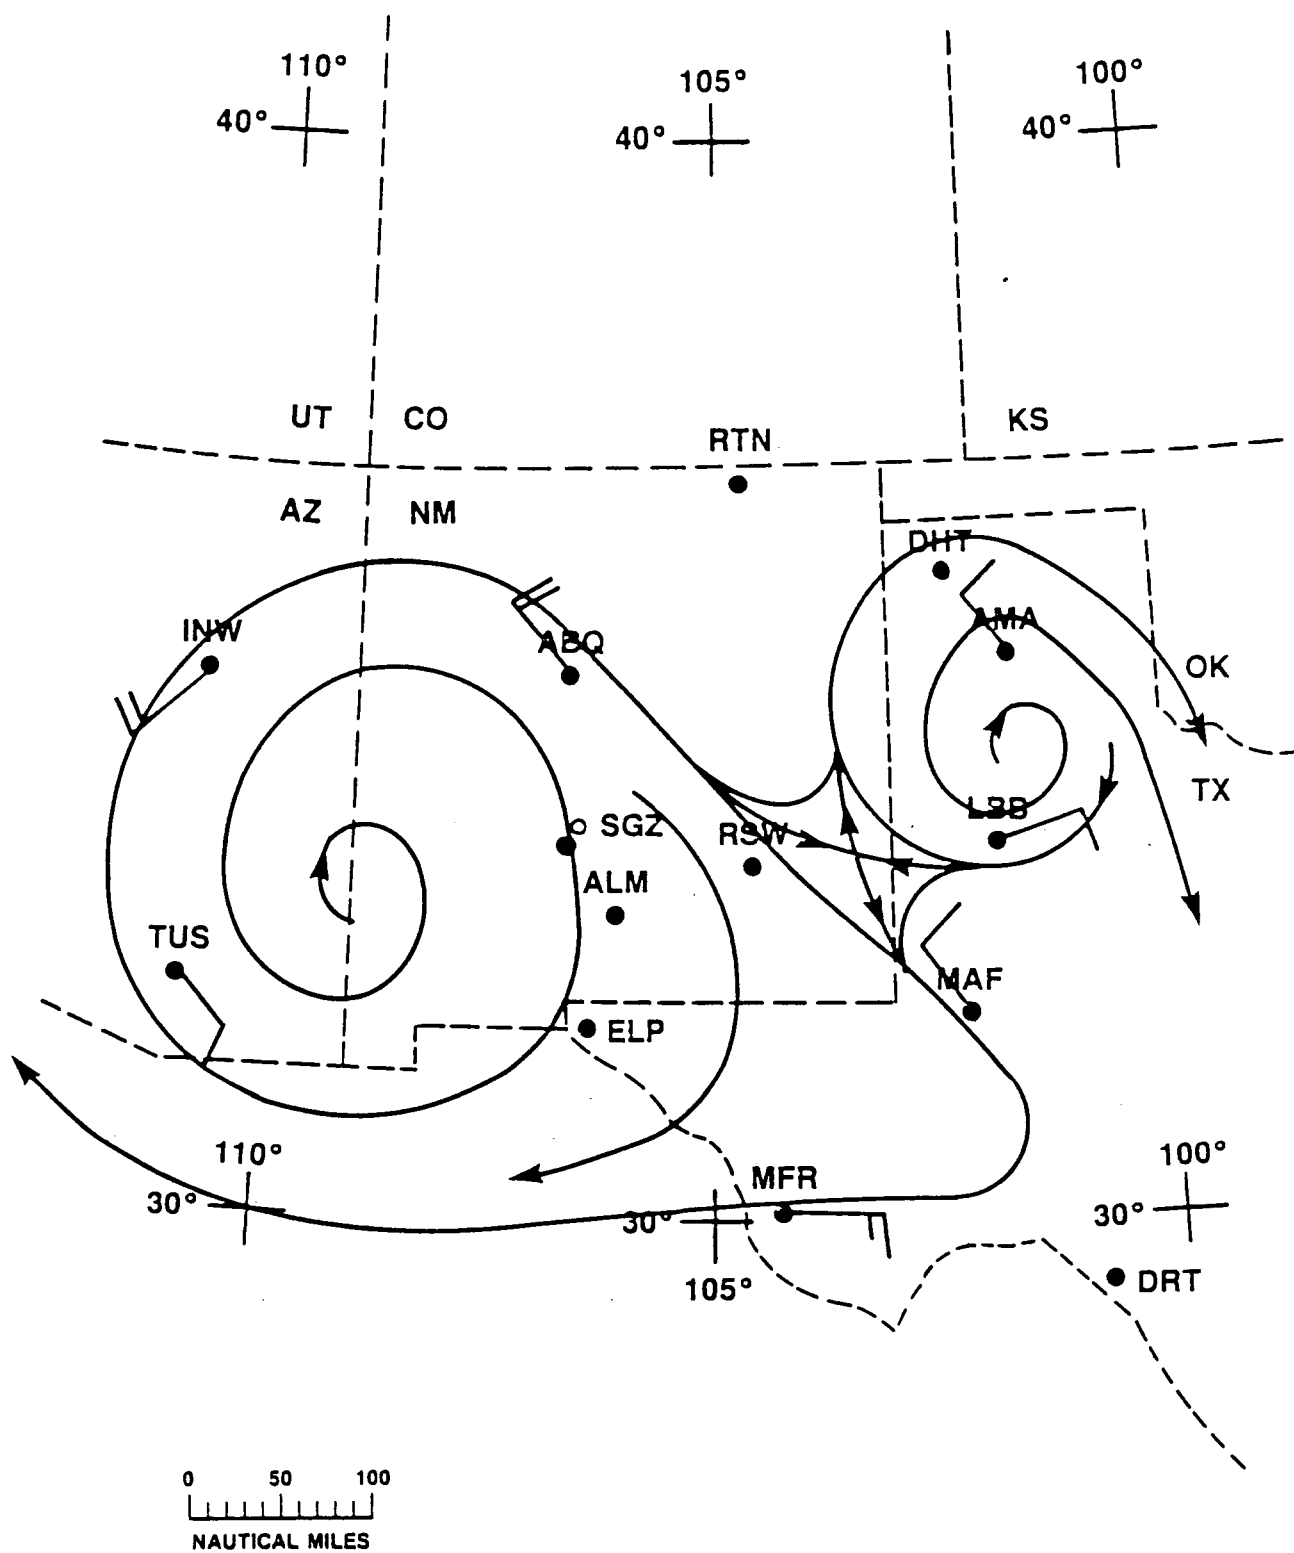 110°
105°
100°
40°
40°
40°
UT
CO
KS
RTN
AZ
NM
DHT
INW
ABQ
AMA
OK
TX
SGZ
RSW
LBB
ALM
TUS
MAF
ELP
110°
100°
30°
MFR
30°
30°
105°
DRT
0 50 100
NAUTICAL MILES